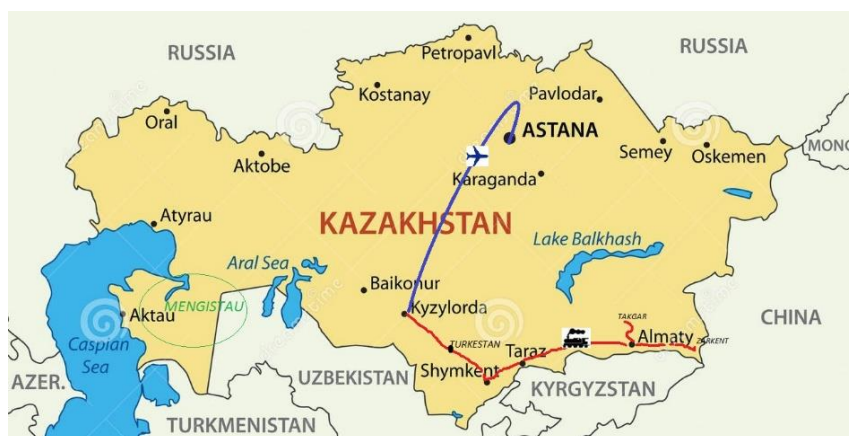 RUSSIA
RUSSIA
Petropavl
Kostanay
Pavlodar
Oral
ASTANA
Aktobe
Semey
Oskemen
MONG
Karaganda
Atyrau
KAZAKHSTAN
Lake Balkhash
Aral Sea
Baikonur
MENGISTAU
Kyzylorda
Aktau
TAKGAR
CHINA
Almaty
ZARKENT
TURKESTAN
Caspian
Sea
Taraz
Shymkent
UZBEKISTAN
AZER.
KYRGYZSTAN
TURKMENISTAN